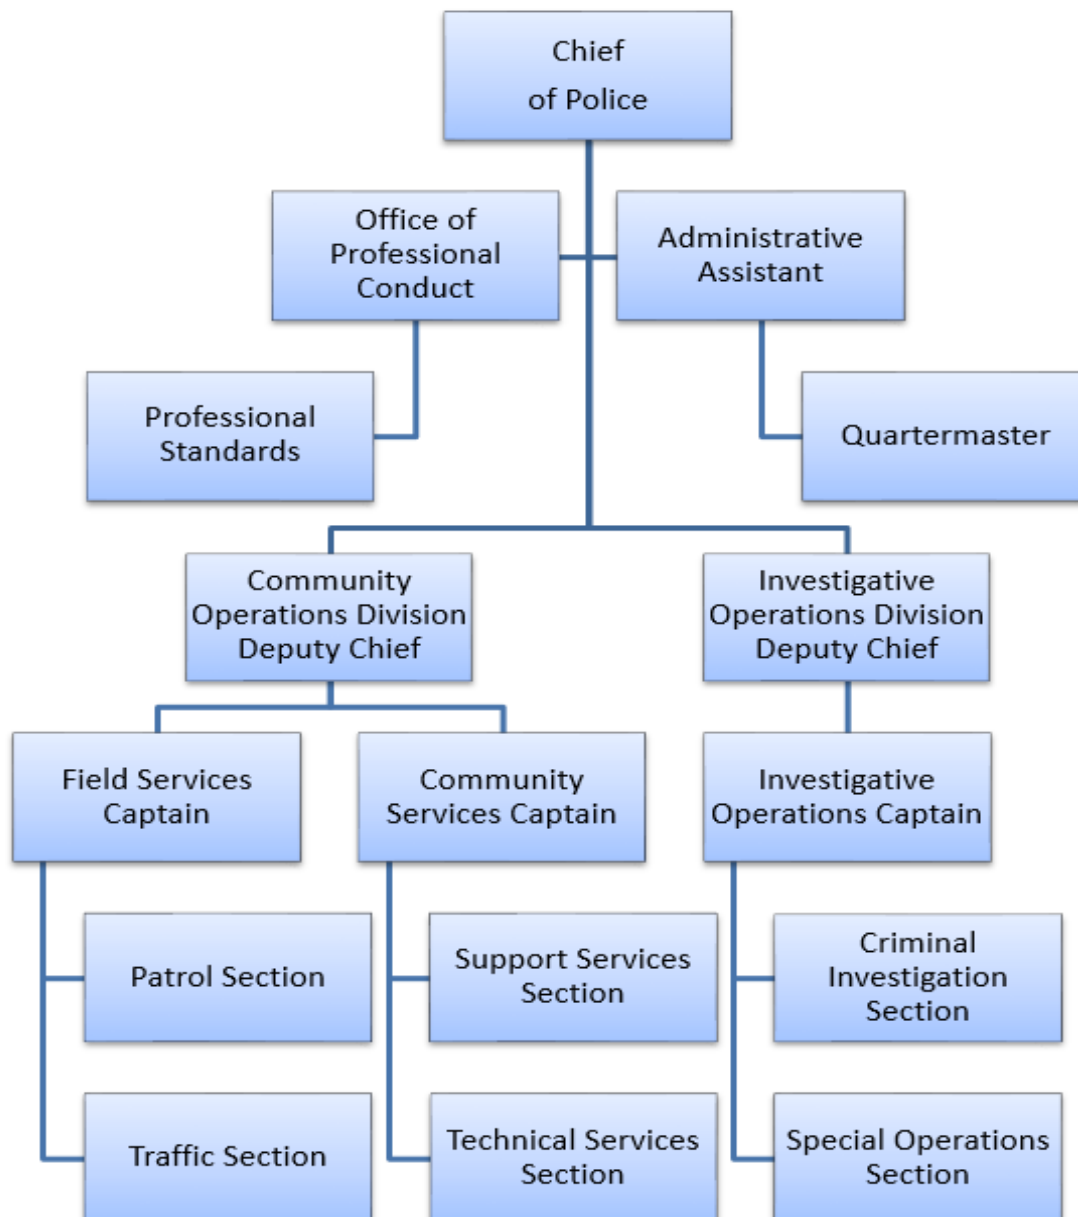 Chief
of Police
Office of
Professional
Conduct
Administrative
Assistant
Professional
Standards
Quartermaster
Community
Operations Division
Deputy Chief
Investigative
Operations Division
Deputy Chief
Field Services
Captain
Community
Services Captain
Investigative
Operations Captain
Patrol Section
Support Services
Section
Criminal
Investigation
Section
Traffic Section
Technical Services
Section
Special Operations
Section